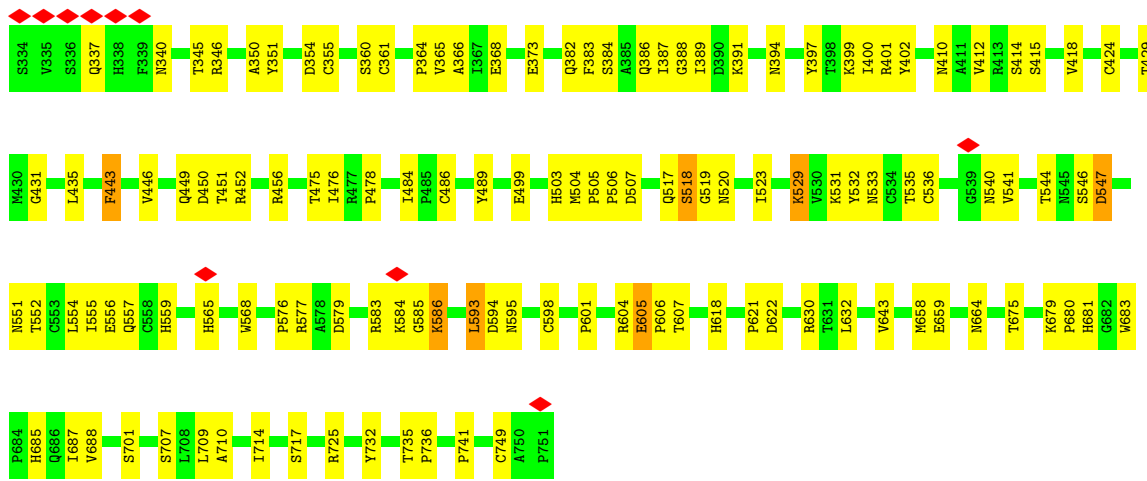 S334 V335 S336 Q337 H338 F339 N340 T345 R346 A350 Y351 D354 C355 S360 C361 P364 V365 A366 I367 E368 E373 Q382 F383 S384 A385 Q386 I387 G388 I389 D390 K391 N394 Y397 T398 K399 I400 R401 Y402 N410 A411 V412 R413 S414 S415 V418 C424
M430 G431 L435 F443 V446 Q449 D450 T451 R452 R456 T475 I476 R477 P478 I484 P485 C486 Y489 E499 H503 M504 P505 P506 D507 Q517 S518 G519 N520 I523 K529 V530 K531 Y532 N533 C534 T535 C536 G539 N540 V541 T544 N545 S546 D547
N551 T552 C553 L554 I555 E556 Q557 C558 H559 H565 W568 P576 R577 A578 D579 R583 K584 G585 K586 L593 D594 N595 C598 P601 R604 E605 P606 T607 H618 P621 D622 R630 T631 L632 V643 M658 E659 N664 T675 K679 P680 H681 G682 W683
P684 H685 Q686 I687 V688 S701 S707 L708 L709 A710 I714 S717 R725 Y732 T735 P736 P741 C749 A750 P751